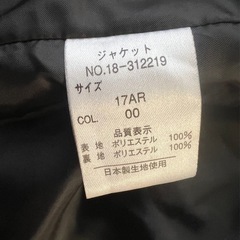 ジャケット
NO.18-312219
サイズ
17AR
COL.
00
品質表示
表 地 ポリエステル 100%
裏 地 ポリエステル 100%
日本製生地使用